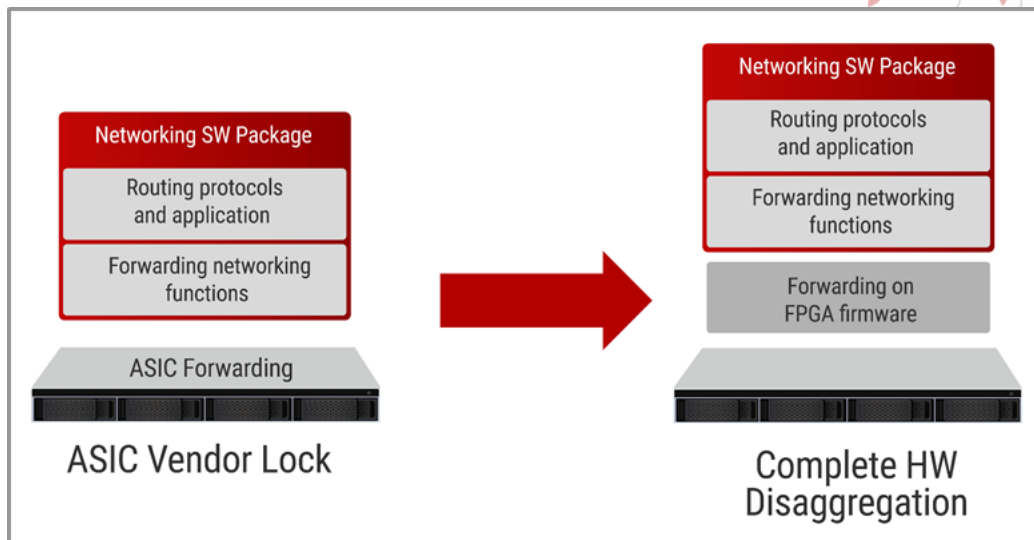 Networking SW Package
Routing protocols
and application
Forwarding networking
functions
ASIC Forwarding
ASIC Vendor Lock
Networking SW Package
Routing protocols
and application
Forwarding networking
functions
Forwarding on
FPGA firmware
Complete HW
Disaggregation